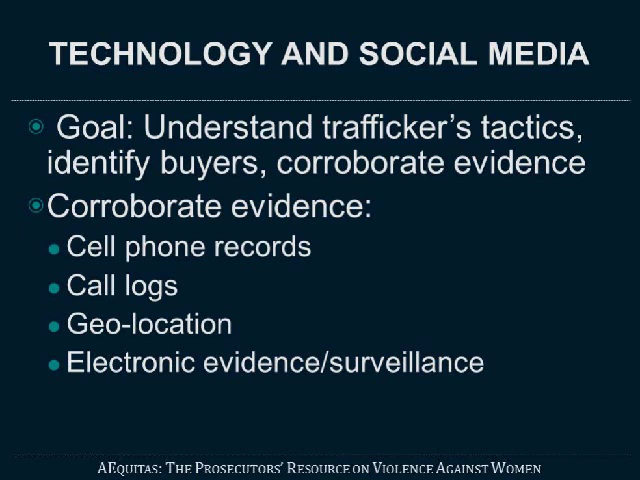 TECHNOLOGY AND SOCIAL MEDIA
Goal: Understand trafficker's tactics,
identify buyers, corroborate evidence
Corroborate evidence:
Cell phone records
Call logs
Geo-location
Electronic evidence/surveillance
AEQUITAS: THE PROSECUTORS' RESOURCE ON VIOLENCE AGAINST WOMEN